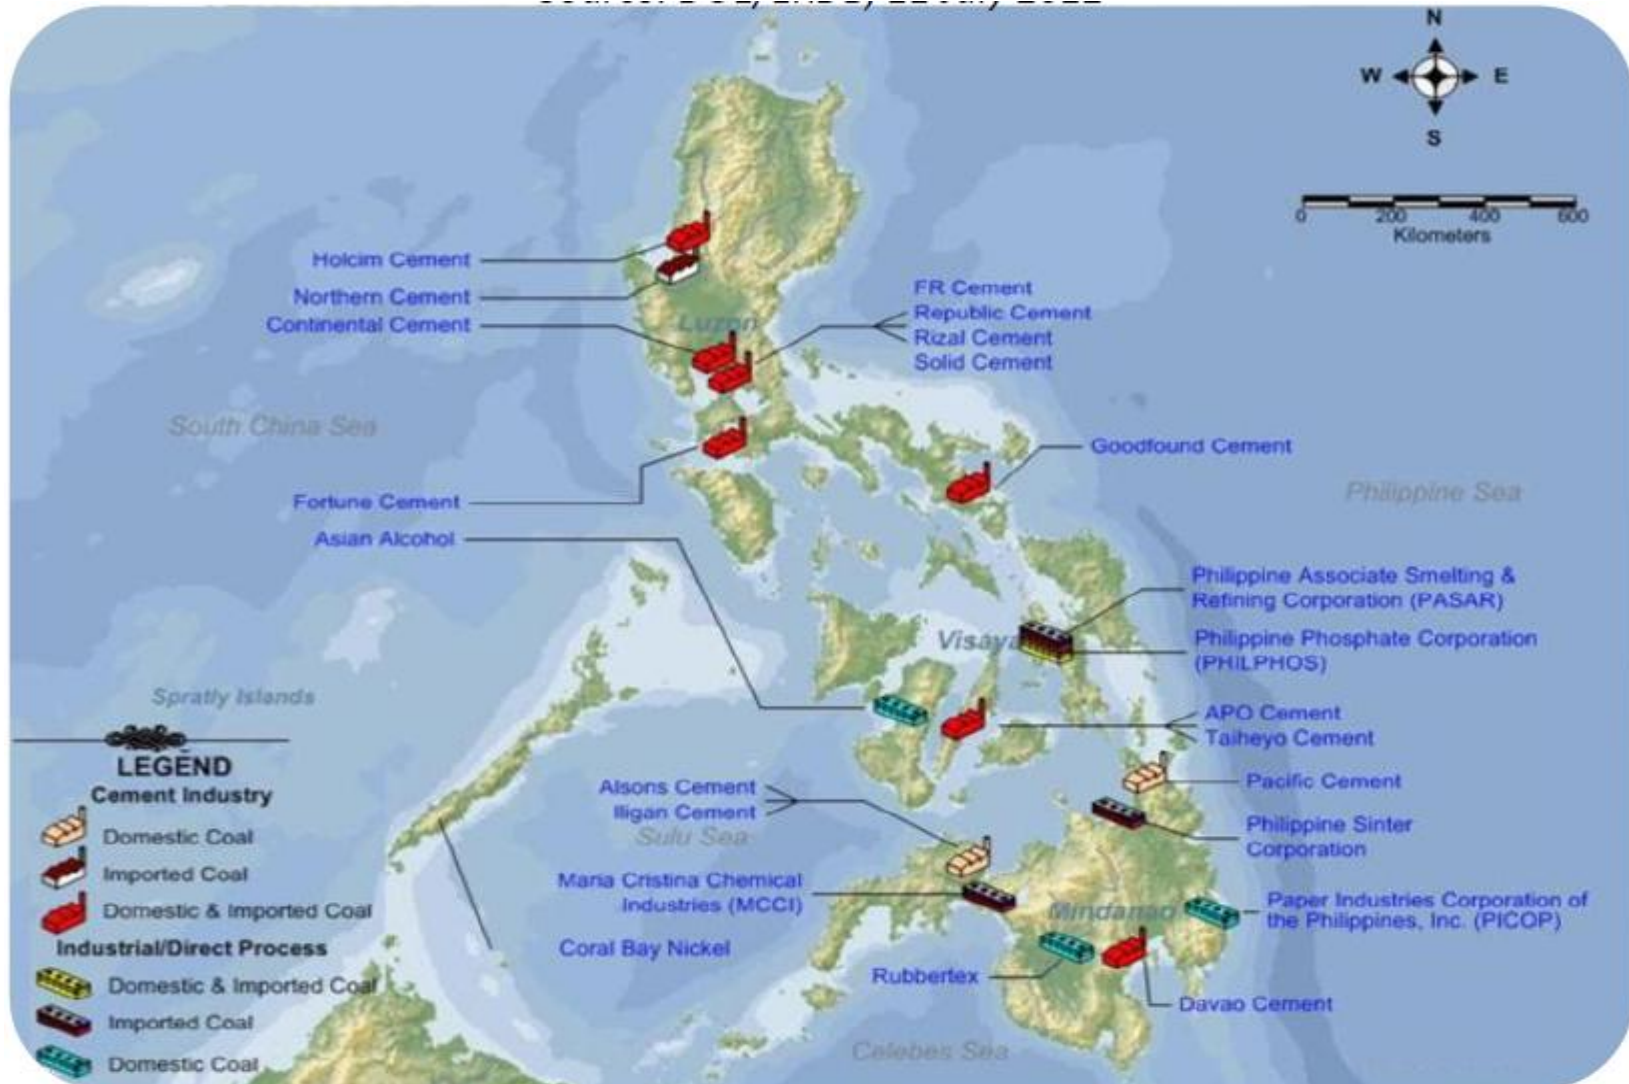 N
W E
S
0 200 400 600
Kilometers
Holcim Cement
Northern Cement
Continental Cement
FR Cement
Republic Cement
Rizal Cement
Solid Cement
Luzon
South China Sea
Goodfound Cement
Philippine Sea
Fortune Cement
Asian Alcohol
Philippine Associate Smelting &
Refining Corporation (PASAR)
Visaya
Philippine Phosphate Corporation
(PHILPHOS)
Spratly Islands
APO Cement
Taiheyo Cement
Pacific Cement
Alsons Cement
Iligan Cement
Sulu Sea
Philippine Sinter
Corporation
Maria Cristina Chemical
Industries (MCCI)
Mindanao
Paper Industries Corporation of
the Philippines, Inc. (PICOP)
Coral Bay Nickel
Rubbertex
Davao Cement
Celebes Sea
LEGEND
Cement Industry
Domestic Coal
Imported Coal
Domestic & Imported Coal
Industrial/Direct Process
Domestic & Imported Coal
Imported Coal
Domestic Coal